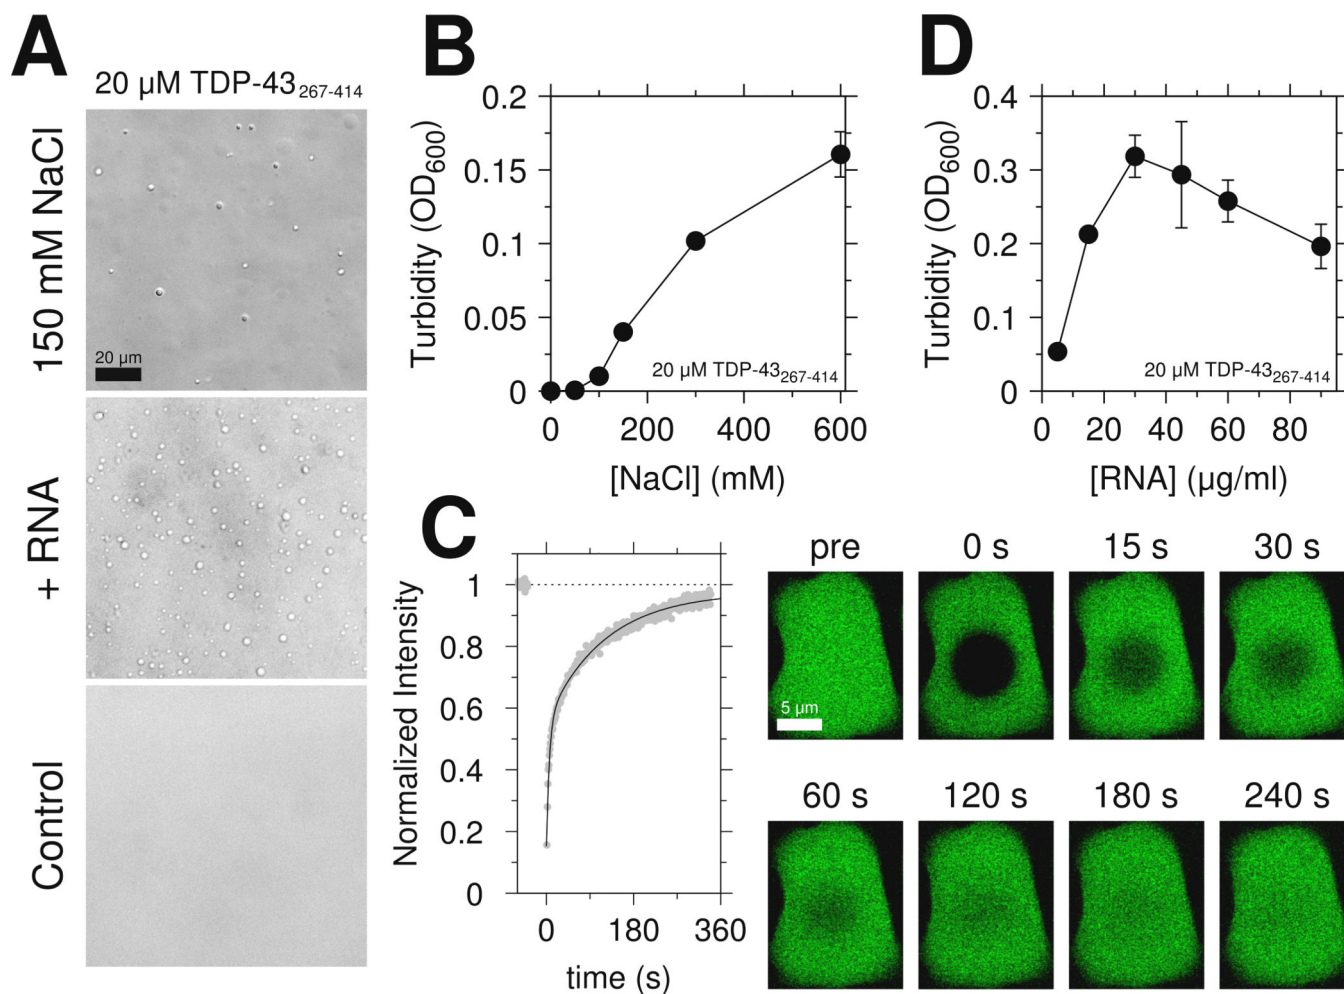 A
20 µM TDP-43267-414
150 mM NaCl
20 µm
+ RNA
Control
B
Turbidity (OD600)
0.2
0.15
0.1
0.05
0
20 µM TDP-43267-414
0 200 400 600
[NaCl] (mM)
D
Turbidity (OD600)
0.4
0.3
0.2
0.1
0
20 µM TDP-43267-414
0 20 40 60 80
[RNA] (µg/ml)
C
Normalized Intensity
1
0.8
0.6
0.4
0.2
0
0 180 360
time (s)
pre 0 s 15 s 30 s
5 µm
60 s 120 s 180 s 240 s